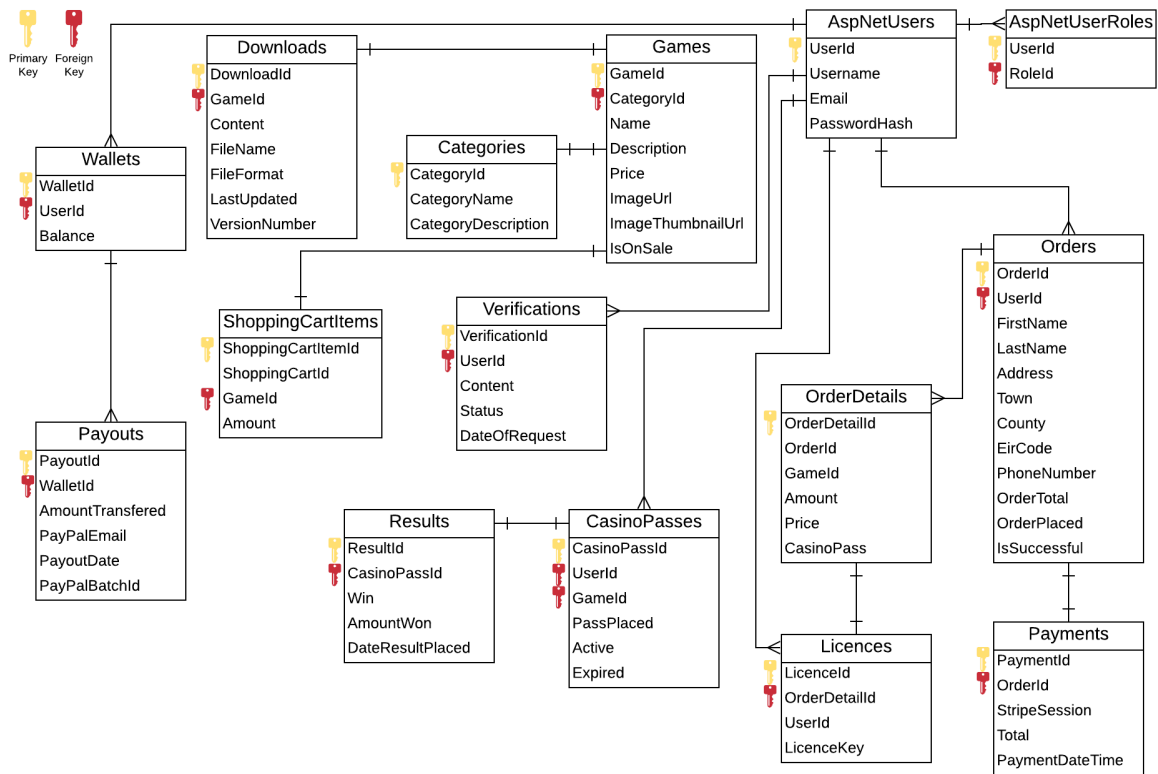 Primary
Key
Foreign
Key
Downloads
DownloadId
GameId
Content
FileName
FileFormat
LastUpdated
VersionNumber
Games
GameId
CategoryId
Name
Description
Price
ImageUrl
ImageThumbnailUrl
IsOnSale
AspNetUsers
UserId
Username
Email
PasswordHash
AspNetUserRoles
UserId
RoleId
Wallets
WalletId
UserId
Balance
Categories
CategoryId
CategoryName
CategoryDescription
ShoppingCartItems
ShoppingCartItemId
ShoppingCartId
GameId
Amount
Verifications
VerificationId
UserId
Content
Status
DateOfRequest
Orders
OrderId
UserId
FirstName
LastName
Address
Town
County
EirCode
PhoneNumber
OrderTotal
OrderPlaced
IsSuccessful
OrderDetails
OrderDetailId
OrderId
GameId
Amount
Price
CasinoPass
Payouts
PayoutId
WalletId
AmountTransfered
PayPalEmail
PayoutDate
PayPalBatchId
Results
ResultId
CasinoPassId
Win
AmountWon
DateResultPlaced
CasinoPasses
CasinoPassId
UserId
GameId
PassPlaced
Active
Expired
Licences
LicenceId
OrderDetailId
UserId
LicenceKey
Payments
PaymentId
OrderId
StripeSession
Total
PaymentDateTime